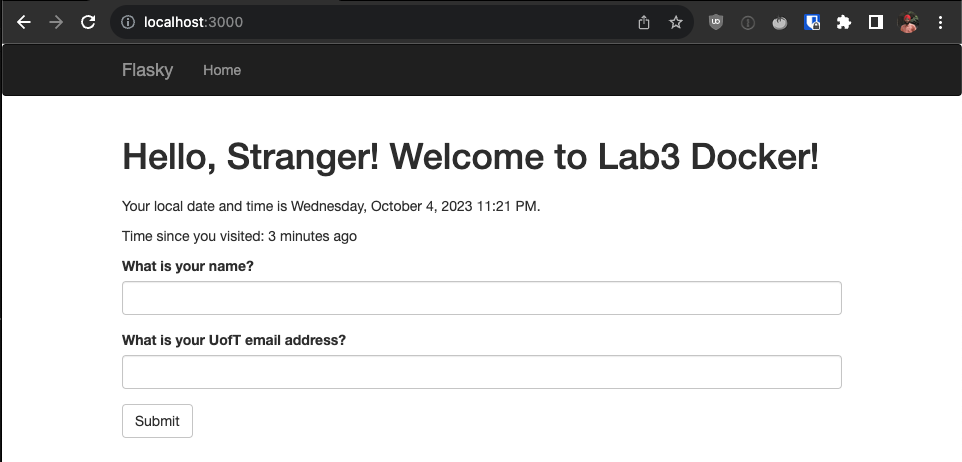 localhost:3000
Flasky Home
Hello, Stranger! Welcome to Lab3 Docker!
Your local date and time is Wednesday, October 4, 2023 11:21 PM.
Time since you visited: 3 minutes ago
What is your name?
What is your UofT email address?
Submit